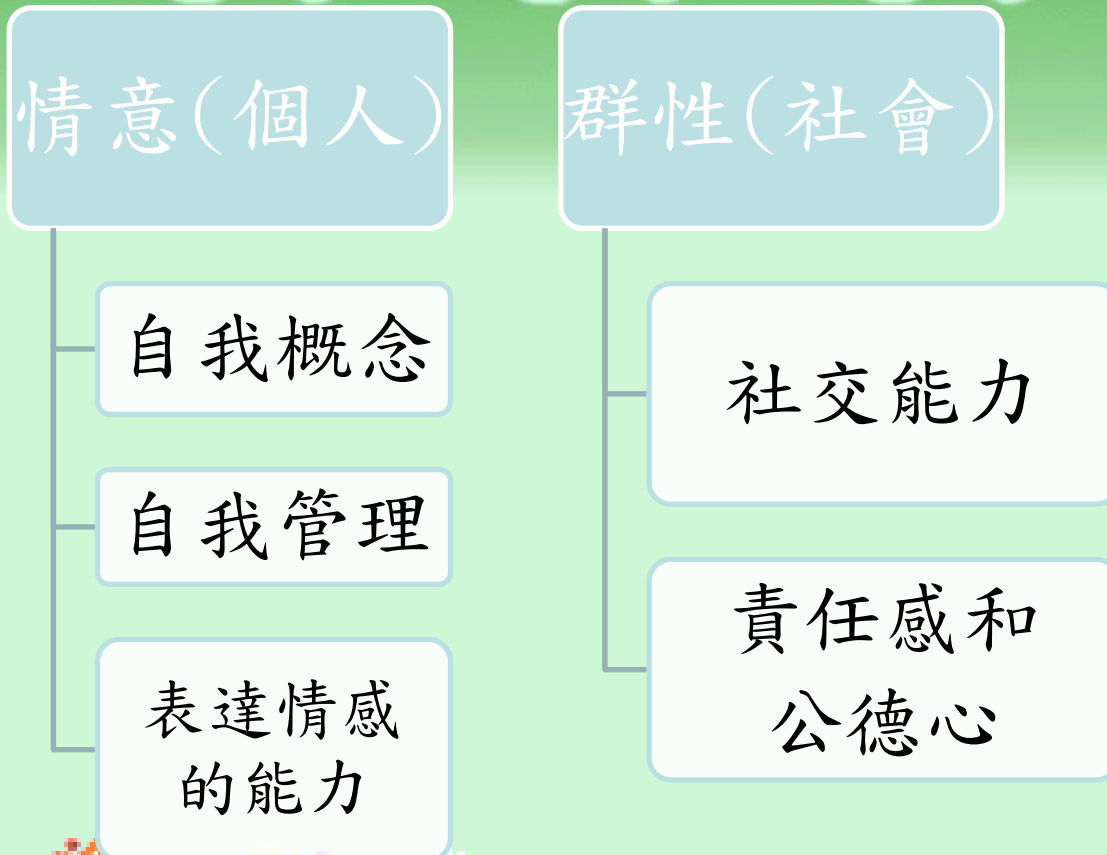 情意(個人)
自我概念
自我管理
表達情感
的能力
群性(社會)
社交能力
責任感和
公德心